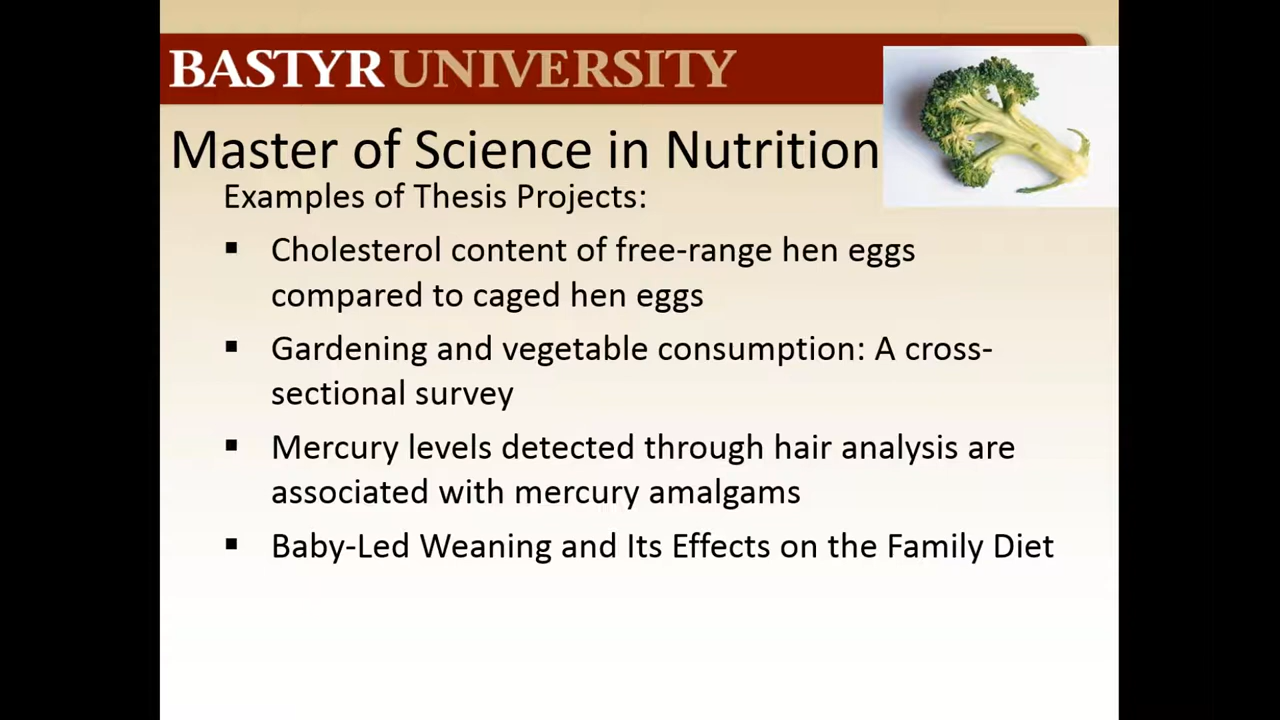 BASTYR UNIVERSITY
Master of Science in Nutrition
Examples of Thesis Projects:
▪ Cholesterol content of free-range hen eggs
compared to caged hen eggs
▪ Gardening and vegetable consumption: A cross-
sectional survey
▪ Mercury levels detected through hair analysis are
associated with mercury amalgams
▪ Baby-Led Weaning and Its Effects on the Family Diet